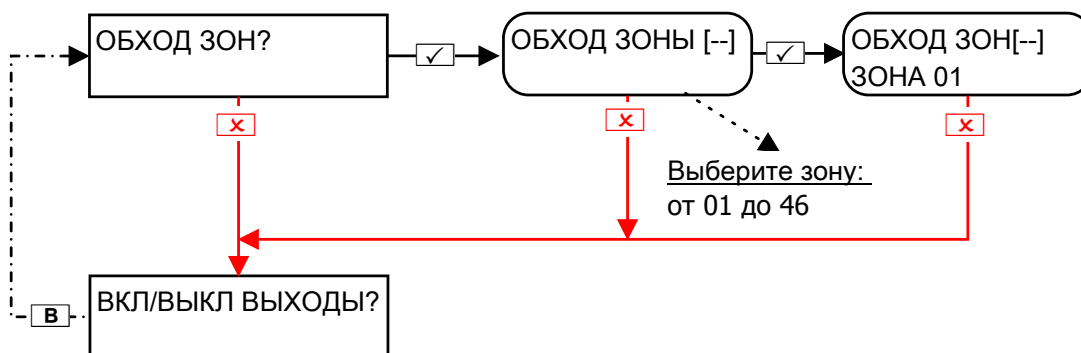 ОБХОД ЗОН?
ОБХОД ЗОНЫ [--]
ОБХОД ЗОН[--]
ЗОНА 01
Выберите зону:
от 01 до 46
ВКЛ/ВЫКЛ ВЫХОДЫ?
B